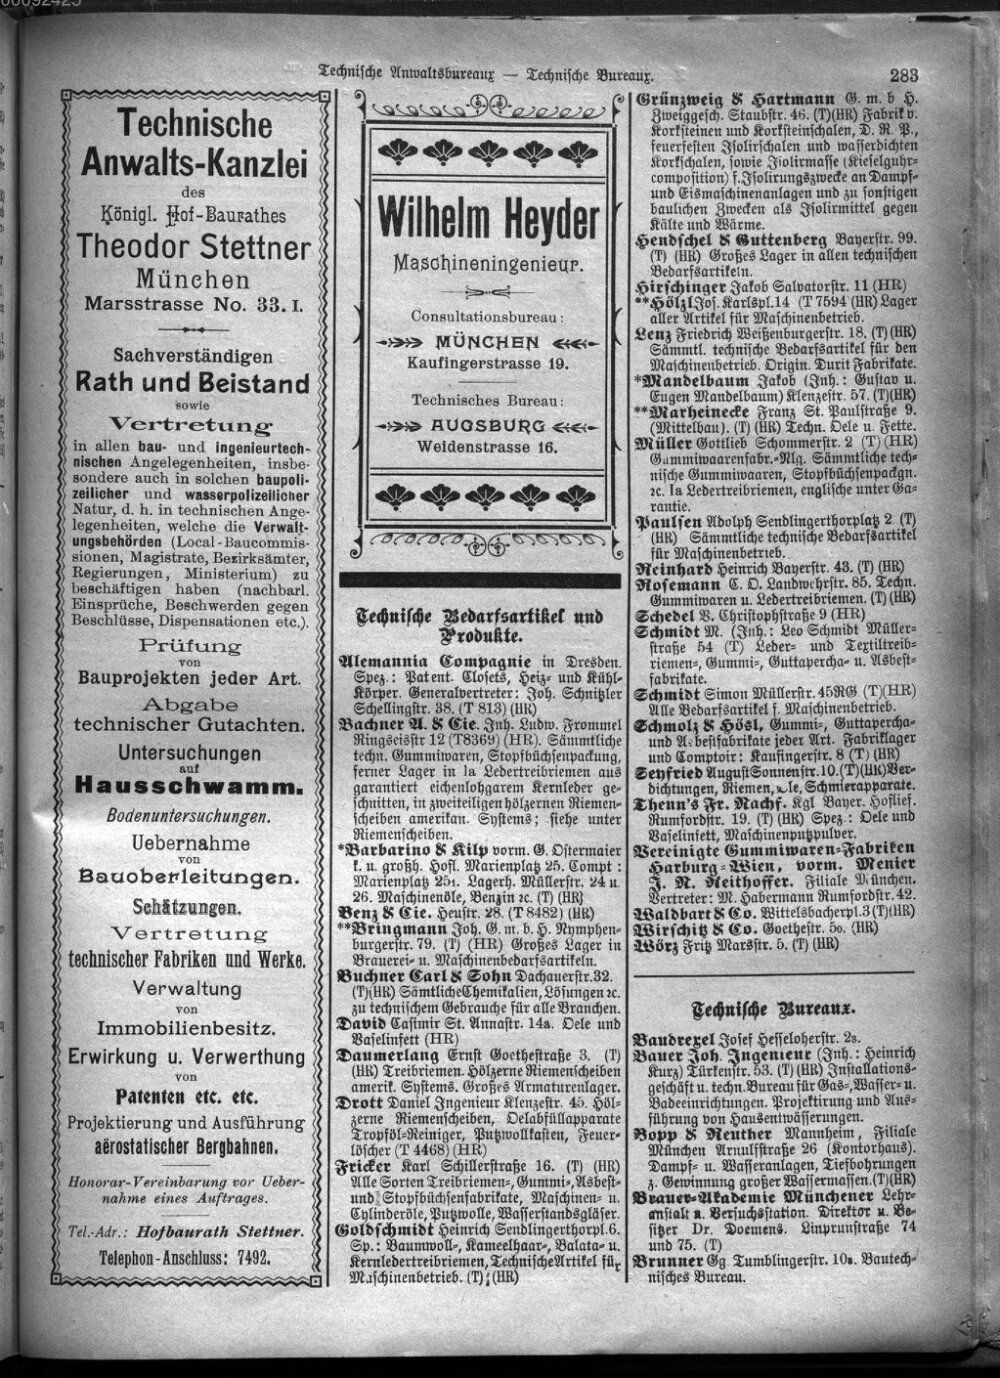 00092425
Technische Anwaltsbureaux — Technische Bureaux.
283
Technische
Anwalts-Kanzlei
des
Königl. Hof-Baurathes
Theodor Stettner
München
Marsstrasse No. 33. I.
Sachverständigen
Rath und Beistand
sowie
Vertretung
in allen bau- und ingenieurtech-
nischen Angelegenheiten, insbe-
sondere auch in solchen baupoli-
zeilicher und wasserpolizeilicher
Natur, d. h. in technischen Ange-
legenheiten, welche die Verwalt-
ungsbehörden (Local-Baucommis-
sionen, Magistrate, Bezirksämter,
Regierungen, Ministerium) zu
beschäftigen haben (nachbarl.
Einsprüche, Beschwerden gegen
Beschlüsse, Dispensationen etc.).
Prüfung
von
Bauprojekten jeder Art.
Abgabe
technischer Gutachten.
Untersuchungen
auf
Hausschwamm.
Bodenuntersuchungen.
Uebernahme
von
Bauoberleitungen.
Schätzungen.
Vertretung
technischer Fabriken und Werke.
Verwaltung
von
Immobilienbesitz.
Erwirkung u. Verwerthung
von
Patenten etc. etc.
Projektierung und Ausführung
aërostatischer Bergbahnen.
Honorar-Vereinbarung vor Ueber-
nahme eines Auftrages.
Tel.-Adr.: Hofbaurath Stettner.
Telephon-Anschluss: 7492.
Wilhelm Heyder
Maschineningenieur.
Consultationsbureau:
MÜNCHEN
Kaufingerstrasse 19.
Technisches Bureau:
AUGSBURG
Weidenstrasse 16.
Technische Bedarfsartikel und
Produkte.
Alemannia Compagnie in Dresden.
Spez.: Patent. Closets, Heiz- und Kühl-
Körper. Generalvertreter: Joh. Schnitzler
Schellingstr. 38. (T 813) (HR)
Bachner A. & Cie. Inh. Ludw. Frommel
Ringseisstr 12 (T8369) (HR). Sämmtliche
techn. Gummiwaren, Stopfbüchsenpackung,
ferner Lager in Ia Ledertreibriemen aus
garantiert eichenlohgarem Kernleder ge-
schnitten, in zweiteiligen hölzernen Riemen-
scheiben amerikan. Systems; siehe unter
Riemenscheiben.
*Barbarino & Kilp vorm. G. Ostermaier
k. u. großh. Hofl. Marienplatz 25. Compt:
Marienplatz 25I. Lagerh. Müllerstr. 24 u.
26. Maschinenöle, Benzin ꝛc. (T) (HR)
Benz & Cie. Heustr. 28. (T 8482) (HR)
**Bringmann Joh. G. m. b. H. Nymphen-
burgerstr. 79. (T) (HR) Großes Lager in
Brauerei- u. Maschinenbedarfsartikeln.
Buchner Carl & Sohn Dachauerstr. 32.
(T)(HR) Sämtliche Chemikalien, Lösungen ꝛc.
zu technischem Gebrauche für alle Branchen.
David Casimir St. Annastr. 14a. Oele und
Vaselinfett (HR)
Daumerlang Ernst Goethestraße 3. (T)
(HR) Treibriemen. Hölzerne Riemenscheiben
amerik. Systems. Großes Armaturenlager.
Drott Daniel Ingenieur Klenzestr. 45. Höl-
zerne Riemenscheiben, Oelabfüllapparate
Tropföl-Reiniger, Putzwollkasten, Feuer-
löscher (T 4468) (HR)
Fricker Karl Schillerstraße 16. (T) (HR)
Alle Sorten Treibriemen-, Gummi-, Asbest-
und Stopfbüchsenfabrikate, Maschinen- u.
Cylinderöle, Putzwolle, Wasserstandsgläser.
Goldschmidt Heinrich Sendlingerthorpl. 6.
Sp.: Baumwoll-, Kameelhaar-, Balata- u.
Kernledertreibriemen, Technische Artikel für
Maschinenbetrieb. (T) (HR)
Grünzweig & Hartmann G. m. b H.
Zweiggesch. Staubstr. 46. (T)(HR) Fabrik v.
Korksteinen und Korksteinschalen, D. R. P.,
feuerfesten Isolirschalen und wasserdichten
Korkschalen, sowie Isolirmasse (Kieselguhr-
composition) f. Isolirungszwecke an Dampf-
und Eismaschinenanlagen und zu sonstigen
baulichen Zwecken als Isolirmittel gegen
Kälte und Wärme.
Hendschel & Guttenberg Bayerstr. 99.
(T) (HR) Großes Lager in allen technischen
Bedarfsartikeln.
Hirschinger Jakob Salvatorstr. 11 (HR)
**Hölzl Jos. Karlspl. 14 (T 7594 (HR) Lager
aller Artikel für Maschinenbetrieb.
Lenz Friedrich Weißenburgerstr. 18. (T)(HR)
Sämmtl. technische Bedarfsartikel für den
Maschinenbetrieb. Origin. Durit Fabrikate.
*Mandelbaum Jakob (Inh.: Gustav u.
Eugen Mandelbaum) Klenzestr. 57. (T)(HR)
**Marheinecke Franz St. Paulstraße 9.
(Mittelbau). (T) (HR) Techn. Oele u. Fette.
Müller Gottlieb Schommerstr. 2 (T) (HR)
Gummiwaarenfabr.-Nlg. Sämmtliche tech-
nische Gummiwaaren, Stopfbüchsenpackgn.
ꝛc. Ia Ledertreibriemen, englische unter Ga-
rantie.
Paulsen Adolph Sendlingerthorplatz 2 (T)
(HR) Sämmtliche technische Bedarfsartikel
für Maschinenbetrieb.
Reinhard Heinrich Bayerstr. 43. (T) (HR)
Rosemann C. O. Landwehrstr. 85. Techn.
Gummiwaren u. Ledertreibriemen. (T) (HR)
Schedel B. Christophstraße 9 (HR)
Schmidt M. (Inh.: Leo Schmidt Müller-
straße 54 (T) Leder- und Textiltreib-
riemen-, Gummi-, Guttapercha- u. Asbest-
fabrikate.
Schmidt Simon Müllerstr. 45RG. (T)(HR)
Alle Bedarfsartikel f. Maschinenbetrieb.
Schmolz & Hösl, Gummi-, Guttapercha-
und Asbestfabrikate jeder Art. Fabriklager
und Comptoir: Kaufingerstr. 8 (T) (HR)
Seyfried August Sonnenstr. 10. (T)(HR) Ver-
dichtungen, Riemen, Oele, Schmierapparate.
Thenn's Fr. Nachf. Kgl Bayer. Hoflief.
Rumfordstr. 19. (T) (HR) Spez.: Oele und
Vaselinfett, Maschinenputzpulver.
Vereinigte Gummiwaren-Fabriken
Harburg-Wien, vorm. Menier
J. N. Reithoffer. Filiale München.
Vertreter: M. Habermann Rumfordstr. 42.
Waldbart & Co. Wittelsbacherpl. 3 (T)(HR)
Wirschitz & Co. Goethestr. 50. (HR)
Wörz Fritz Marsstr. 5. (T) (HR)
Technische Bureaux.
Baudrexel Josef Hesseloherstr. 2a.
Bauer Joh. Ingenieur (Inh.: Heinrich
Kurz) Türkenstr. 53. (T) (HR) Installations-
geschäft u. techn. Bureau für Gas-, Wasser- u.
Badeeinrichtungen. Projektirung und Aus-
führung von Hausentwässerungen.
Bopp & Reuther Mannheim, Filiale
München Arnulfstraße 26 (Kontorhaus).
Dampf- u. Wasseranlagen, Tiefbohrungen
z. Gewinnung großer Wassermassen. (T)(HR)
Brauer-Akademie Münchener Lehr-
anstalt u. Versuchsstation. Direktor u. Be-
sitzer Dr. Doemens. Linprunstraße 74
und 75. (T)
Brunner Gg. Tumblingerstr. 10a. Bautech-
nisches Bureau.